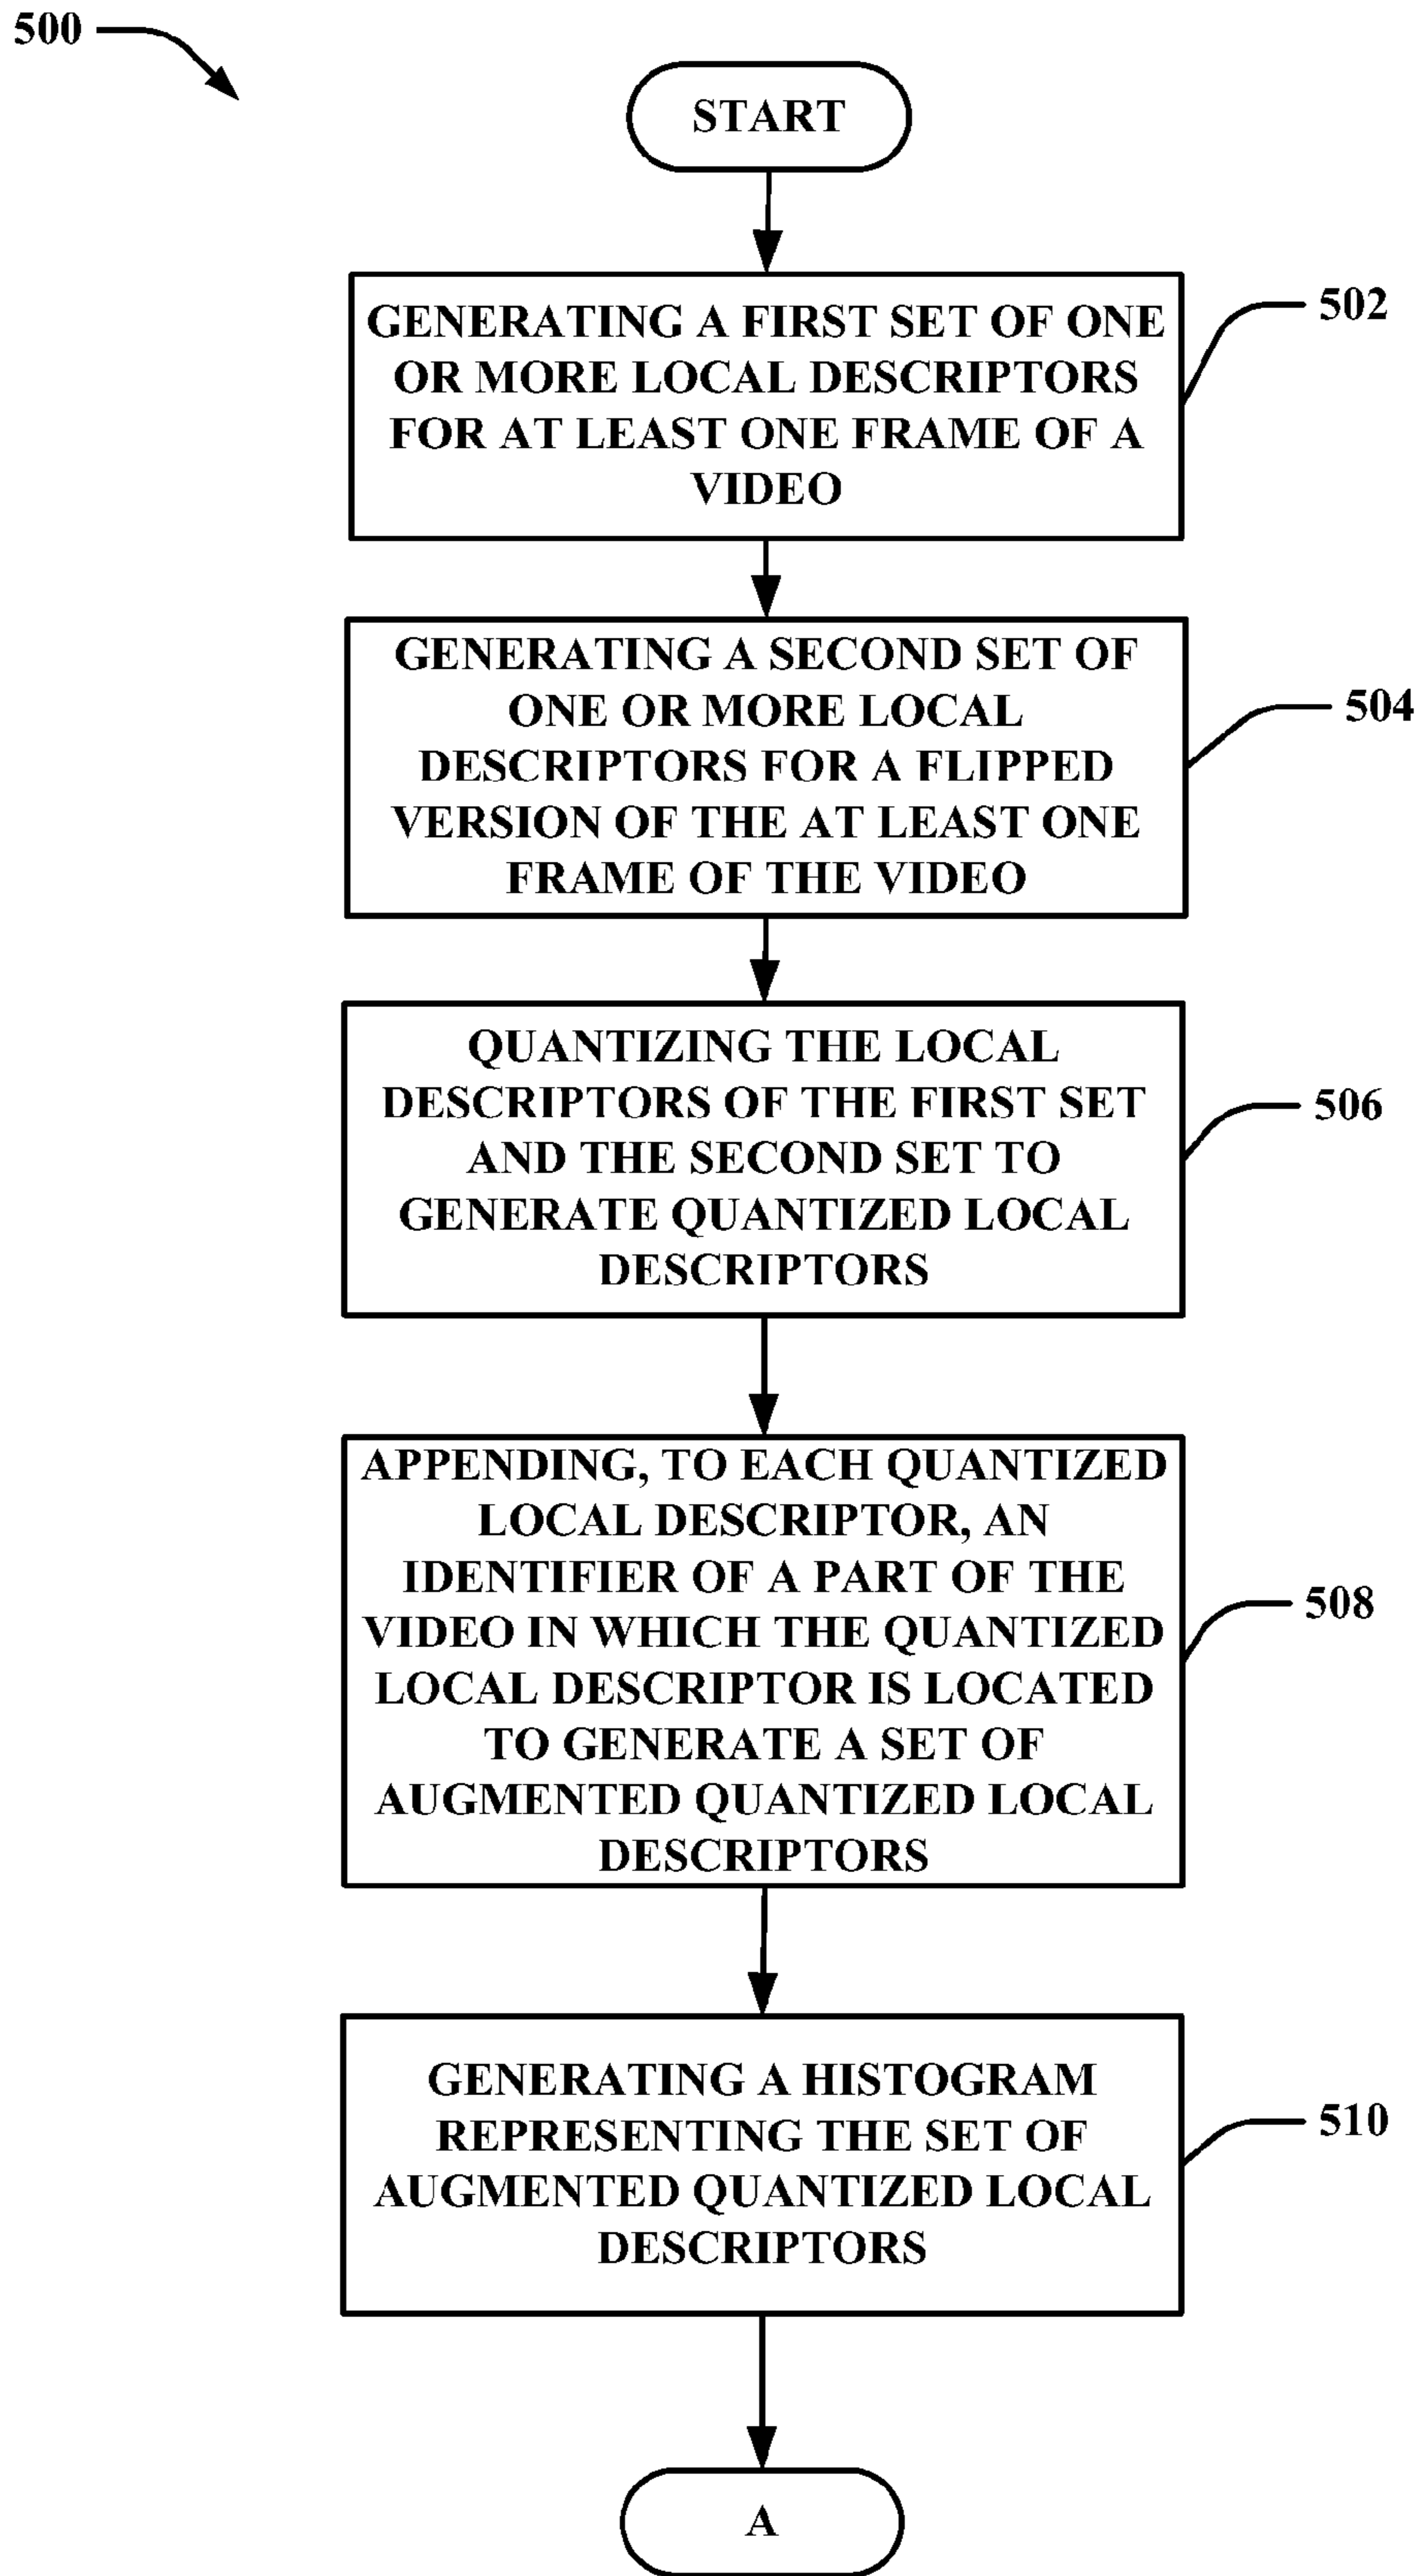 500
START
GENERATING A FIRST SET OF ONE
OR MORE LOCAL DESCRIPTORS
FOR AT LEAST ONE FRAME OF A
VIDEO
502
GENERATING A SECOND SET OF
ONE OR MORE LOCAL
DESCRIPTORS FOR A FLIPPED
VERSION OF THE AT LEAST ONE
FRAME OF THE VIDEO
504
QUANTIZING THE LOCAL
DESCRIPTORS OF THE FIRST SET
AND THE SECOND SET TO
GENERATE QUANTIZED LOCAL
DESCRIPTORS
506
APPENDING, TO EACH QUANTIZED
LOCAL DESCRIPTOR, AN
IDENTIFIER OF A PART OF THE
VIDEO IN WHICH THE QUANTIZED
LOCAL DESCRIPTOR IS LOCATED
TO GENERATE A SET OF
AUGMENTED QUANTIZED LOCAL
DESCRIPTORS
508
GENERATING A HISTOGRAM
REPRESENTING THE SET OF
AUGMENTED QUANTIZED LOCAL
DESCRIPTORS
510
A